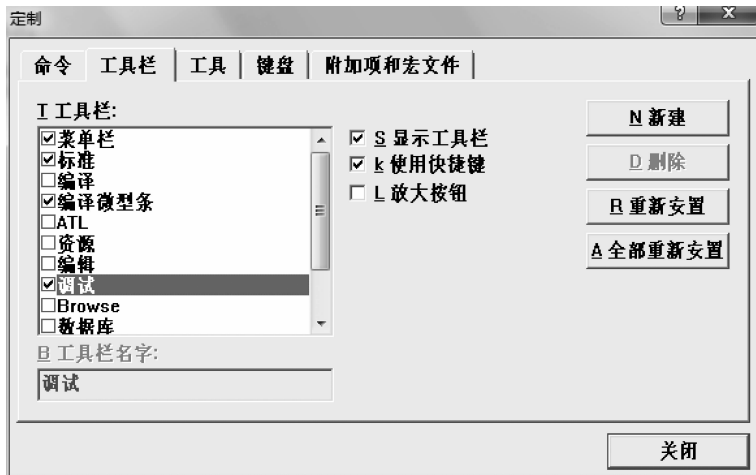 定制
命令 工具栏 工具 键盘 附加项和宏文件
T 工具栏:
菜单栏
标准
编译
编译微型条
ATL
资源
编辑
调试
Browse
数据库
S 显示工具栏
k 使用快捷键
L 放大按钮
N 新建
D 删除
R 重新安置
A 全部重新安置
B 工具栏名字:
调试
关闭